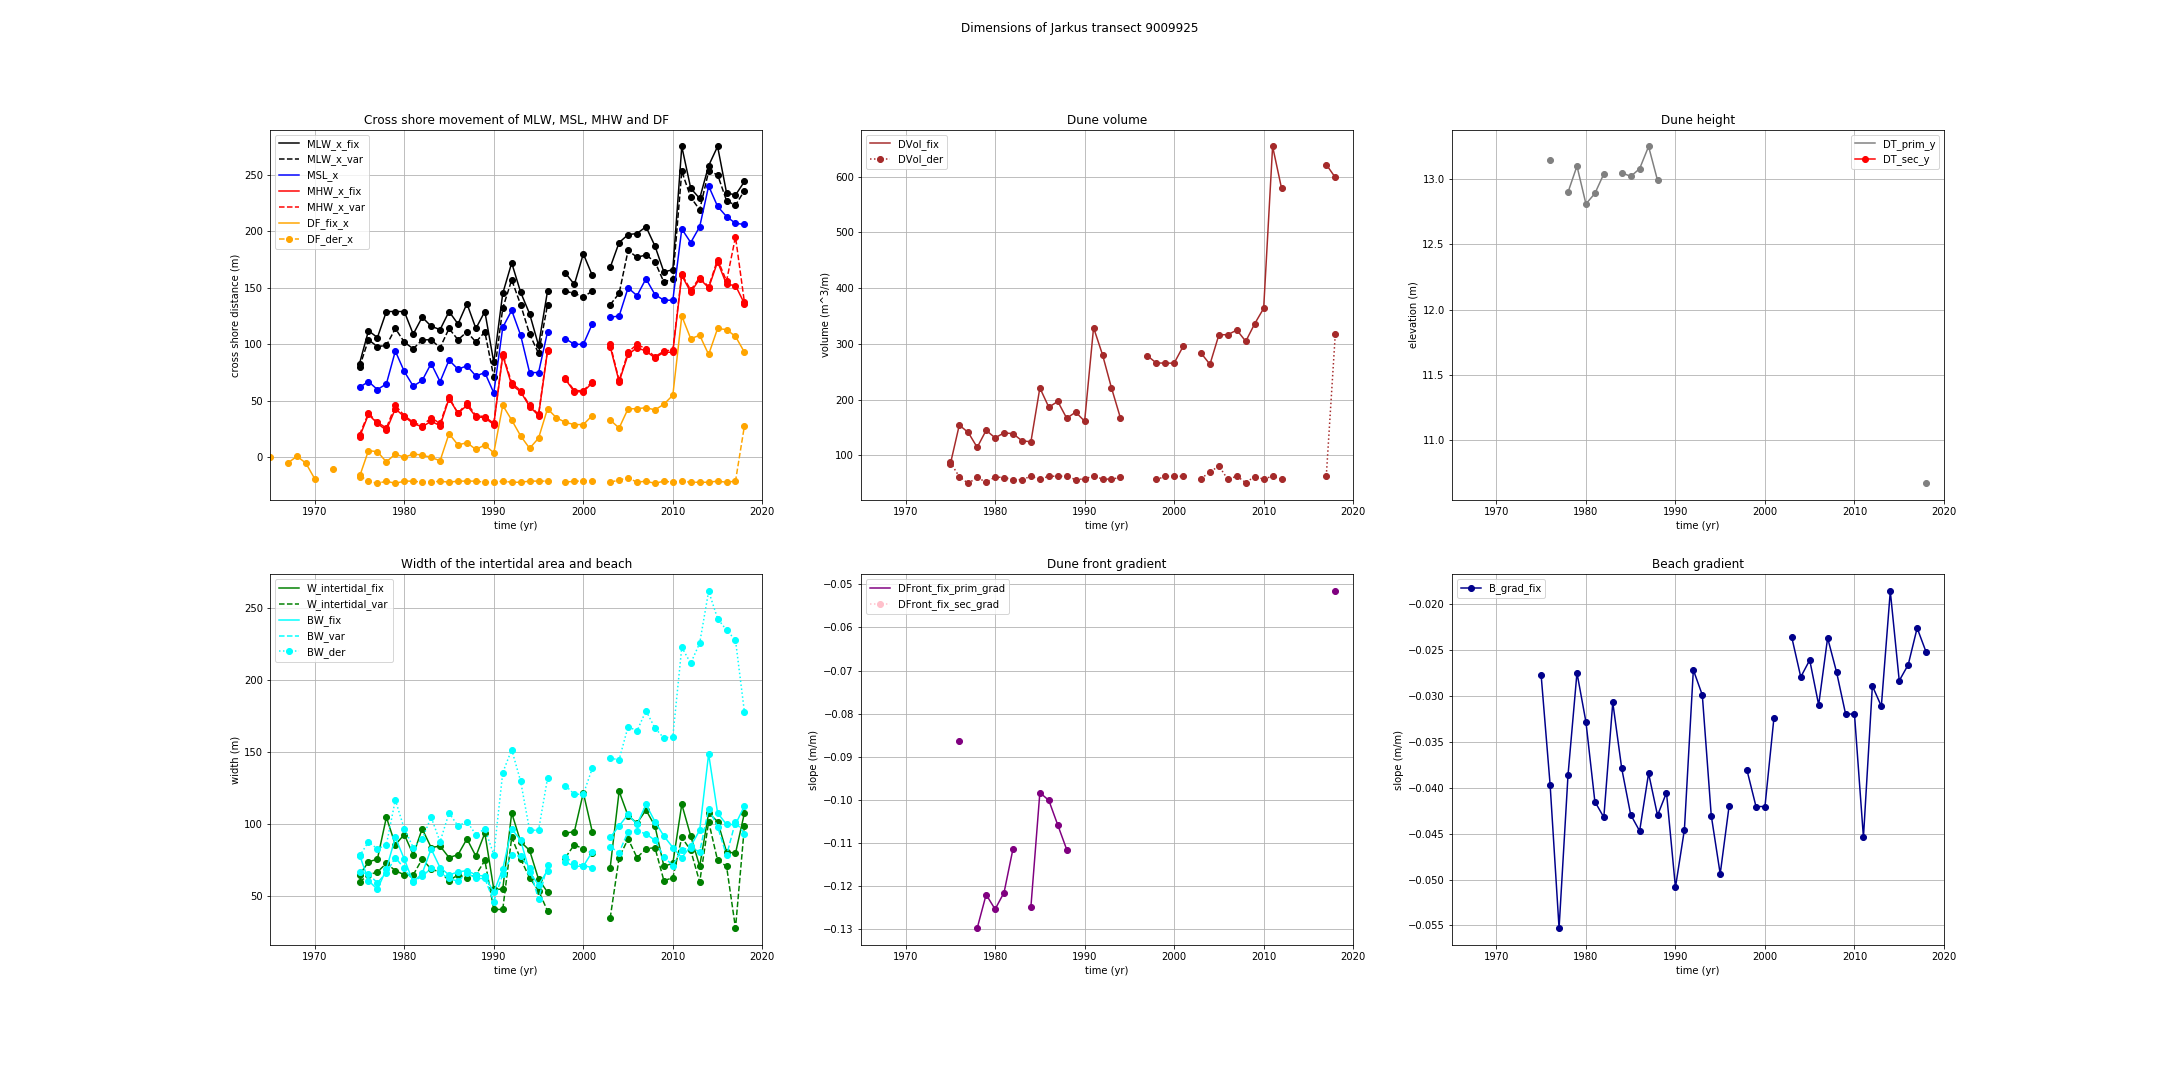 Dimensions of Jarkus transect 9009925
Cross shore movement of MLW, MSL, MHW and DF
MLW_x_fix
MLW_x_var
MSL_x
MHW_x_fix
MHW_x_var
DF_fix_x
DF_der_x
cross shore distance (m)
250
200
150
100
50
0
1970 1980 1990 2000 2010 2020
time (yr)
Dune volume
DVol_fix
DVol_der
volume (m^3/m)
600
500
400
300
200
100
1970 1980 1990 2000 2010 2020
time (yr)
Dune height
DT_prim_y
DT_sec_y
elevation (m)
13.0
12.5
12.0
11.5
11.0
1970 1980 1990 2000 2010 2020
time (yr)
Width of the intertidal area and beach
W_intertidal_fix
W_intertidal_var
BW_fix
BW_var
BW_der
width (m)
250
200
150
100
50
1970 1980 1990 2000 2010 2020
time (yr)
Dune front gradient
DFront_fix_prim_grad
DFront_fix_sec_grad
slope (m/m)
−0.05
−0.06
−0.07
−0.08
−0.09
−0.10
−0.11
−0.12
−0.13
1970 1980 1990 2000 2010 2020
time (yr)
Beach gradient
B_grad_fix
slope (m/m)
−0.020
−0.025
−0.030
−0.035
−0.040
−0.045
−0.050
−0.055
1970 1980 1990 2000 2010 2020
time (yr)